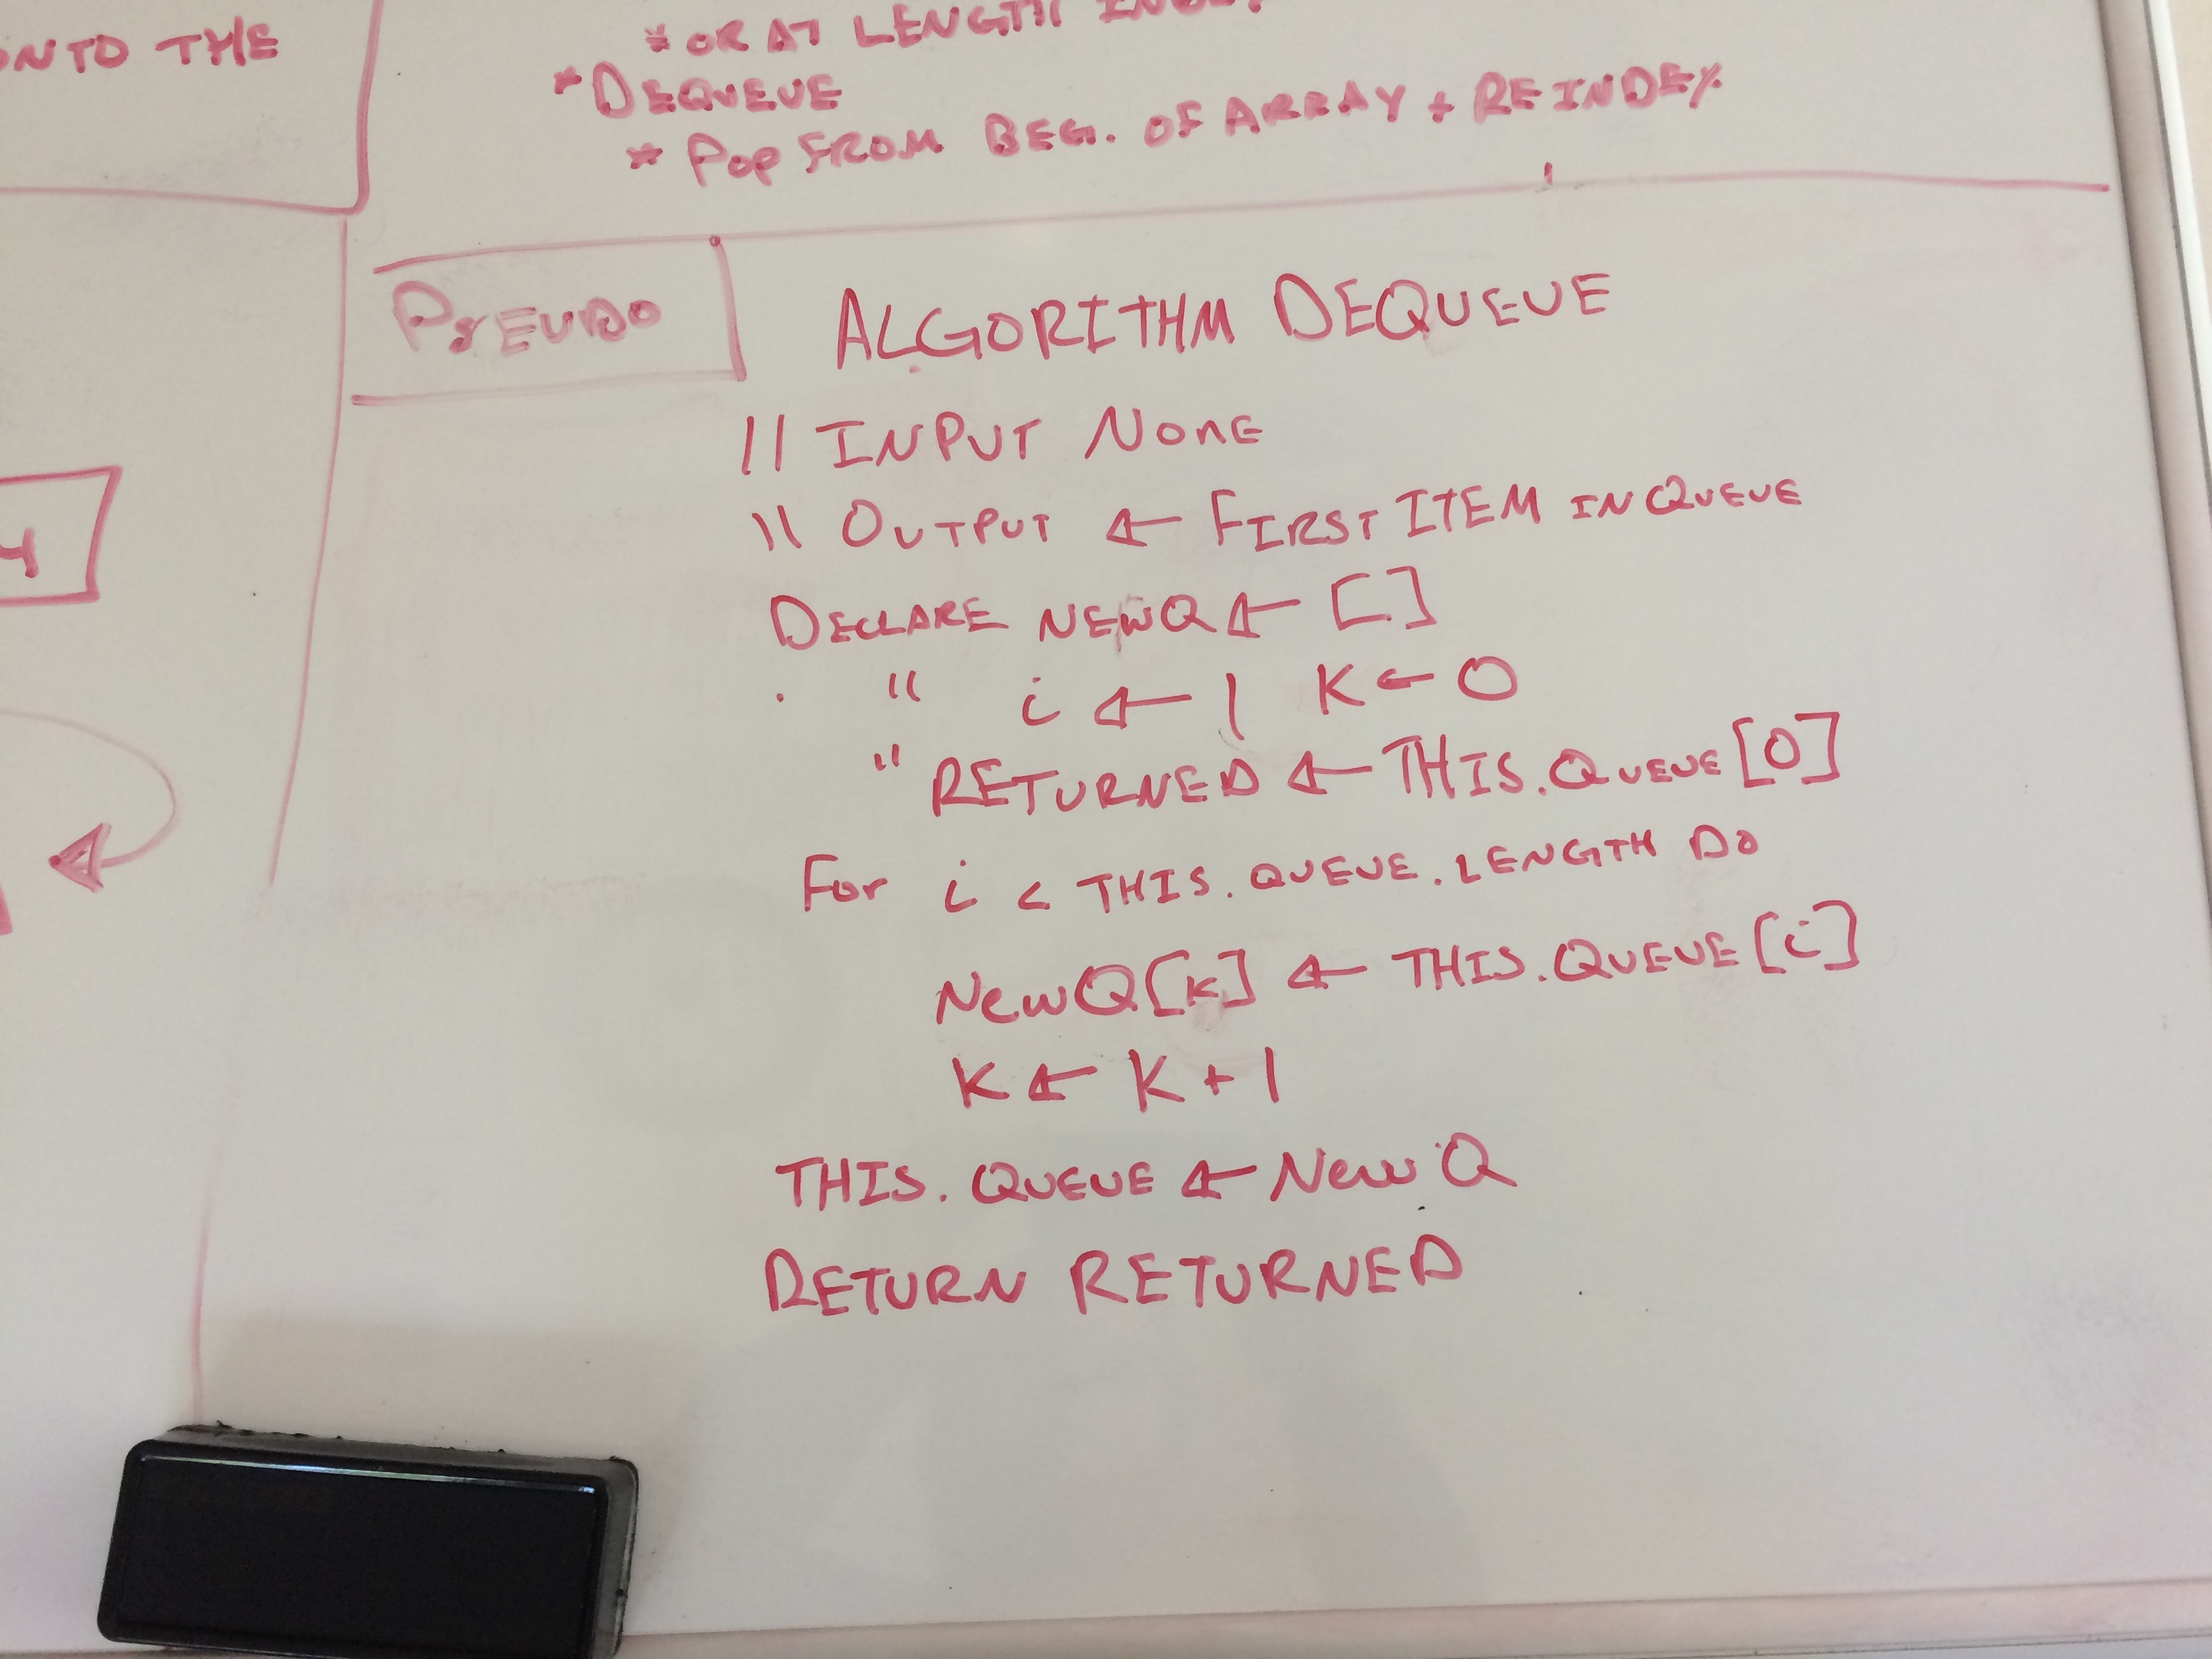 ONTO THE
* OR AT LENGTH
* DEQUEUE
* POP FROM BEG. OF ARRAY + REINDEX
PSEUDO
ALGORITHM DEQUEUE
// INPUT NONE
\\ OUTPUT ← FIRST ITEM IN QUEUE
DECLARE NEWQ ← []
" i ← 1 K ← 0
" RETURNED ← THIS.QUEUE[0]
FOR i < THIS.QUEUE.LENGTH DO
NewQ[K] ← THIS.QUEUE[i]
K ← K + 1
THIS.QUEUE ← NewQ
RETURN RETURNED
4